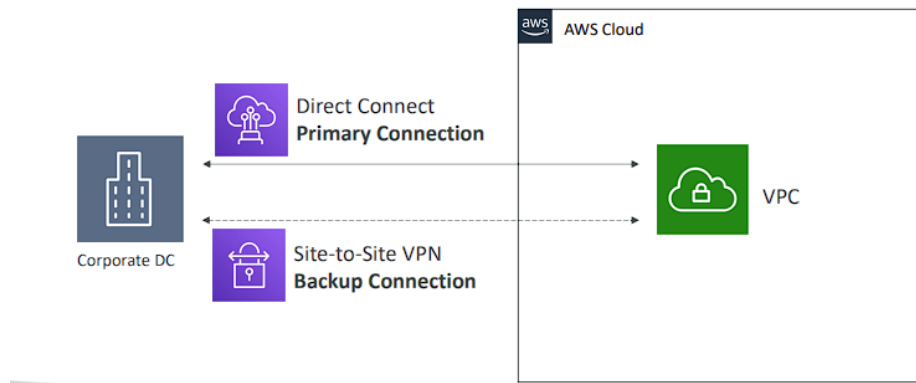 aws
AWS Cloud
Direct Connect
Primary Connection
VPC
Corporate DC
Site-to-Site VPN
Backup Connection